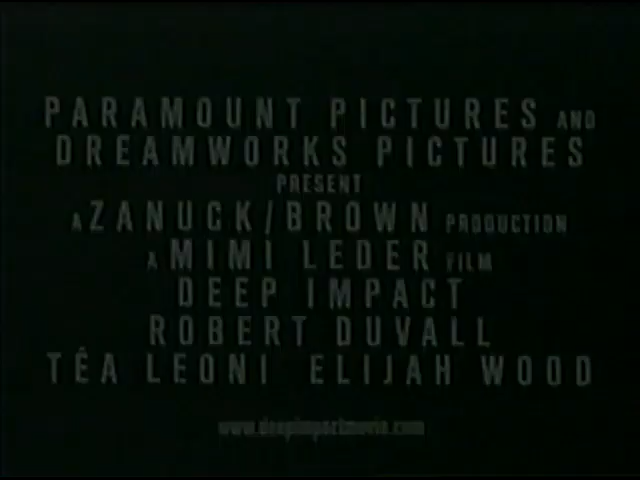 PARAMOUNT PICTURES AND
DREAMWORKS PICTURES
PRESENT
A ZANUCK/BROWN PRODUCTION
A MIMI LEDER FILM
DEEP IMPACT
ROBERT DUVALL
TÉA LEONI ELIJAH WOOD
www.deepimpactmovie.com